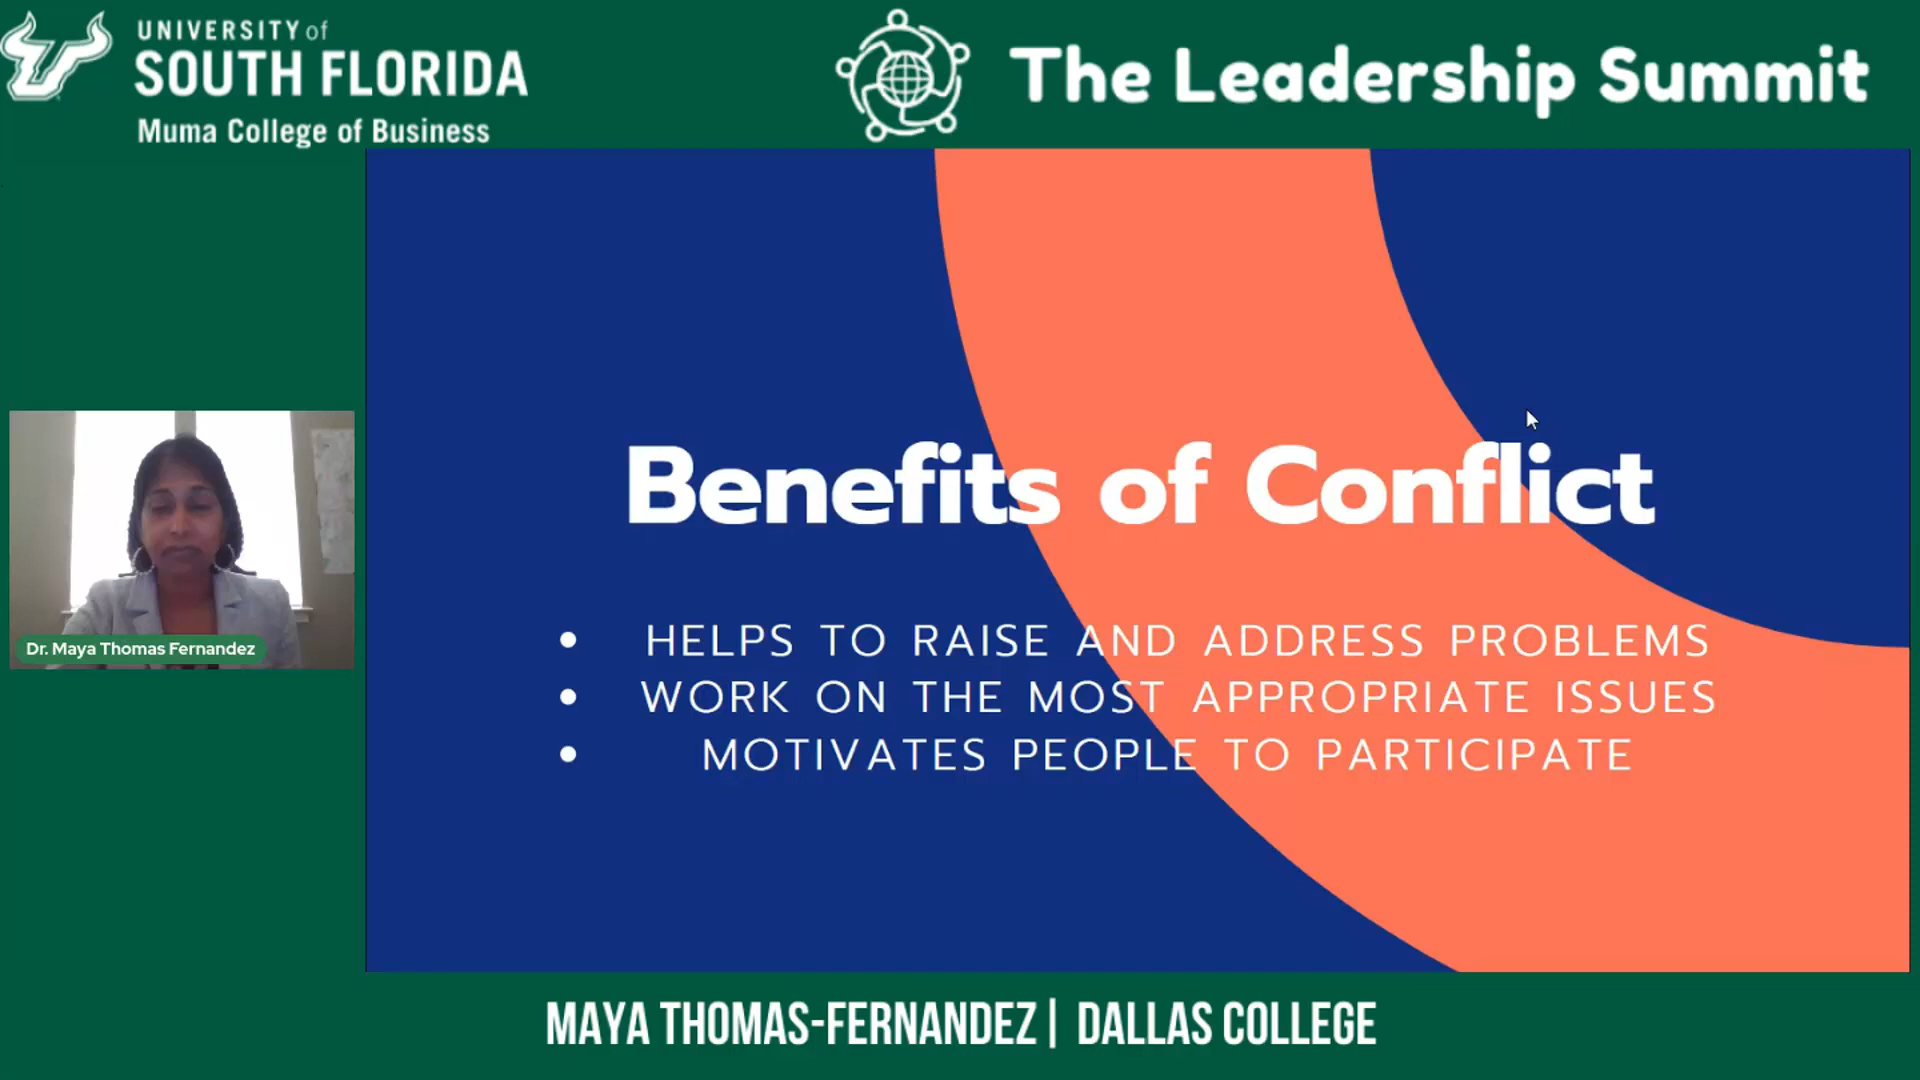 UNIVERSITY of
SOUTH FLORIDA
Muma College of Business
The Leadership Summit
Benefits of Conflict
• HELPS TO RAISE AND ADDRESS PROBLEMS
• WORK ON THE MOST APPROPRIATE ISSUES
• MOTIVATES PEOPLE TO PARTICIPATE
Dr. Maya Thomas Fernandez
MAYA THOMAS-FERNANDEZ | DALLAS COLLEGE